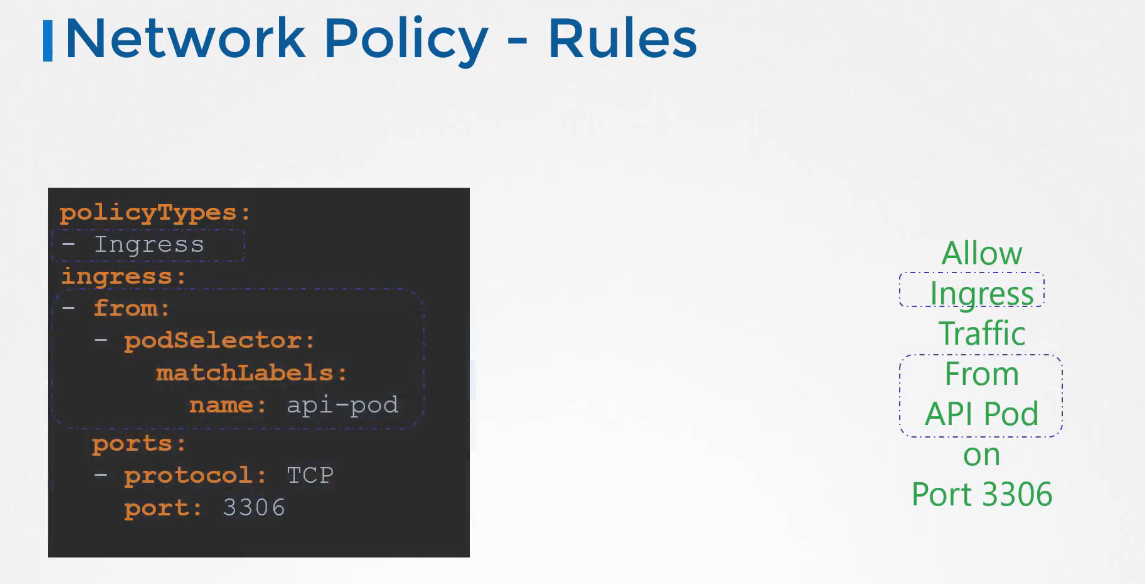 Network Policy - Rules
policyTypes:
- Ingress
ingress:
- from:
  - podSelector:
      matchLabels:
        name: api-pod
  ports:
  - protocol: TCP
    port: 3306
Allow
Ingress
Traffic
From
API Pod
on
Port 3306